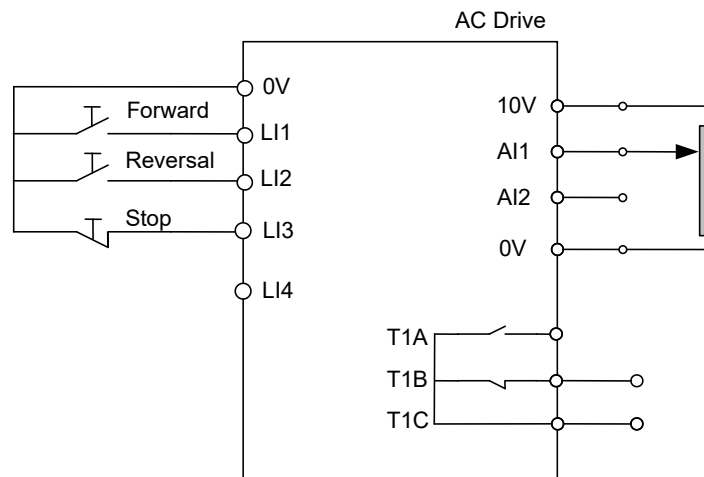 AC Drive
0V
Forward
LI1
Reversal
LI2
Stop
LI3
LI4
10V
AI1
AI2
0V
T1A
T1B
T1C